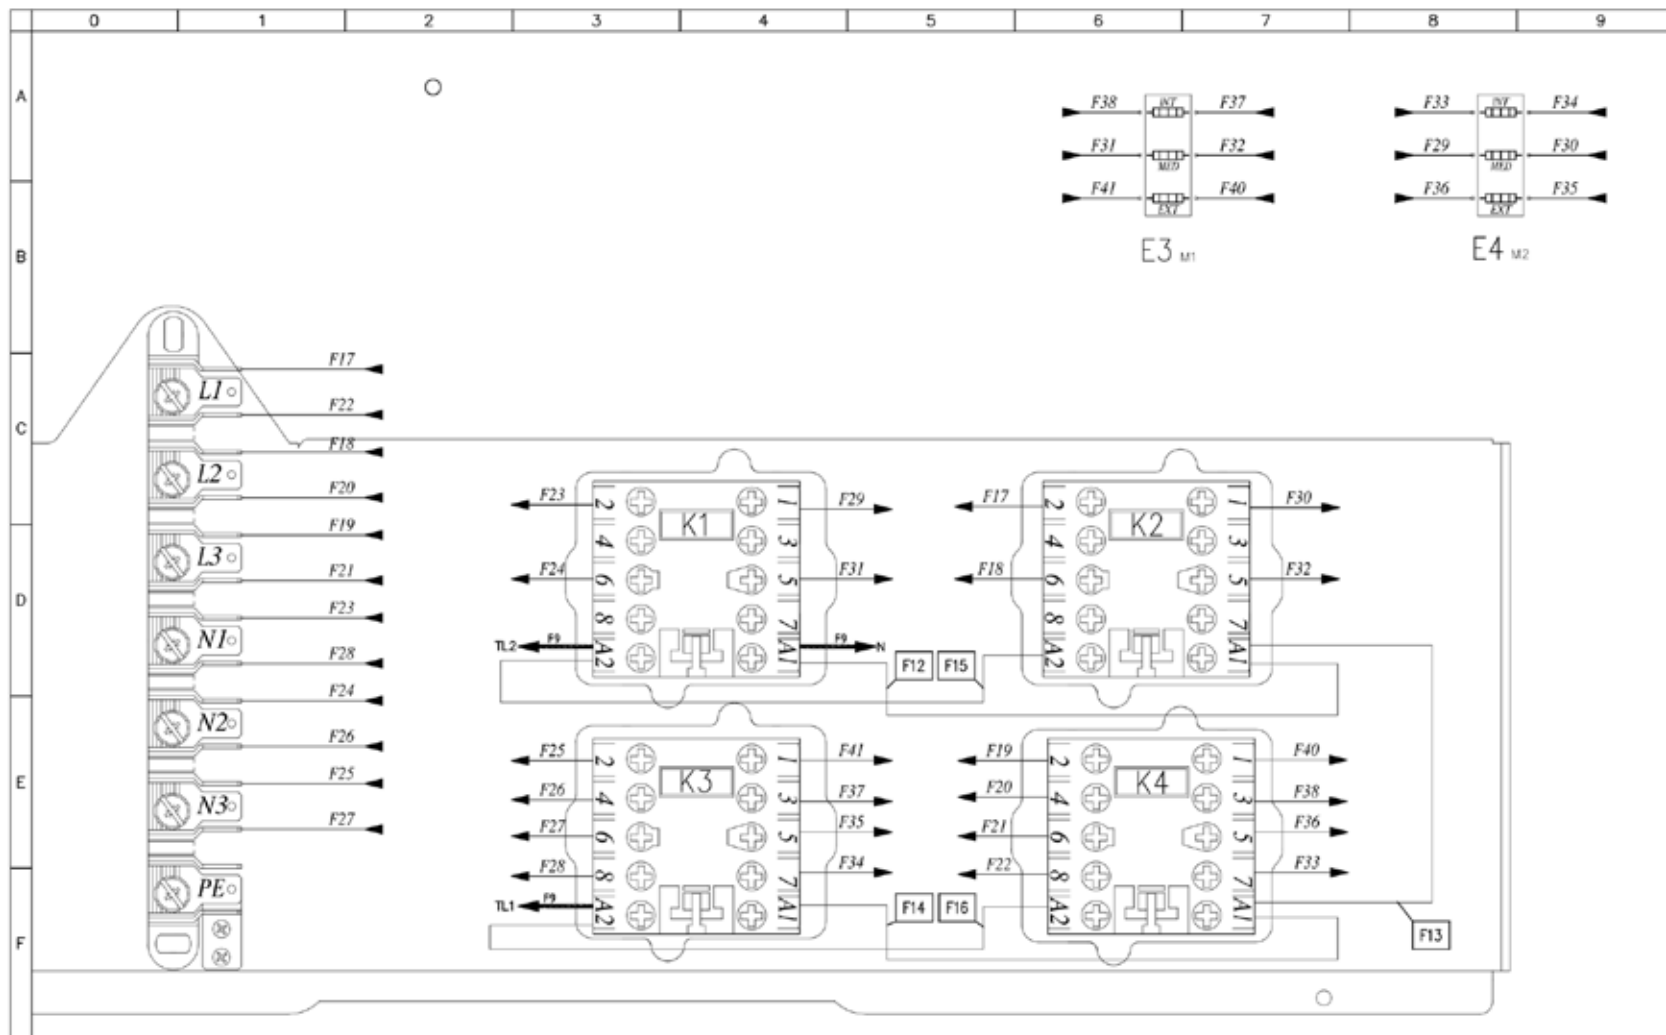 0 1 2 3 4 5 6 7 8 9
A
F38 INT F37 F33 INT F34
F31 F32 F29 F30
MED MED
F41 F40 F36 F35
EXT EXT
B
E3 M1 E4 M2
F17
L1
F22
C
F18
L2
F20
F23 2 1 F29 F17 2 1 F30
K1 K2
F19
4 3 4 3
L3
F24 6 5 F31 F18 6 5 F32
F21
D
F23
8 7 8 7
N1
TL2 F9 A2 A1 F9 N A2 A1
F28
F12 F15
F24
N2
F26
F25 2 1 F41 F19 2 1 F40
E
K3 K4
F25
F26 4 3 F37 F20 4 3 F38
N3
F27
F27 6 5 F35 F21 6 5 F36
F28 8 7 F34 F22 8 7 F33
PE
TL1 F9 A2 A1 F14 F16 A2 A1
F
F13